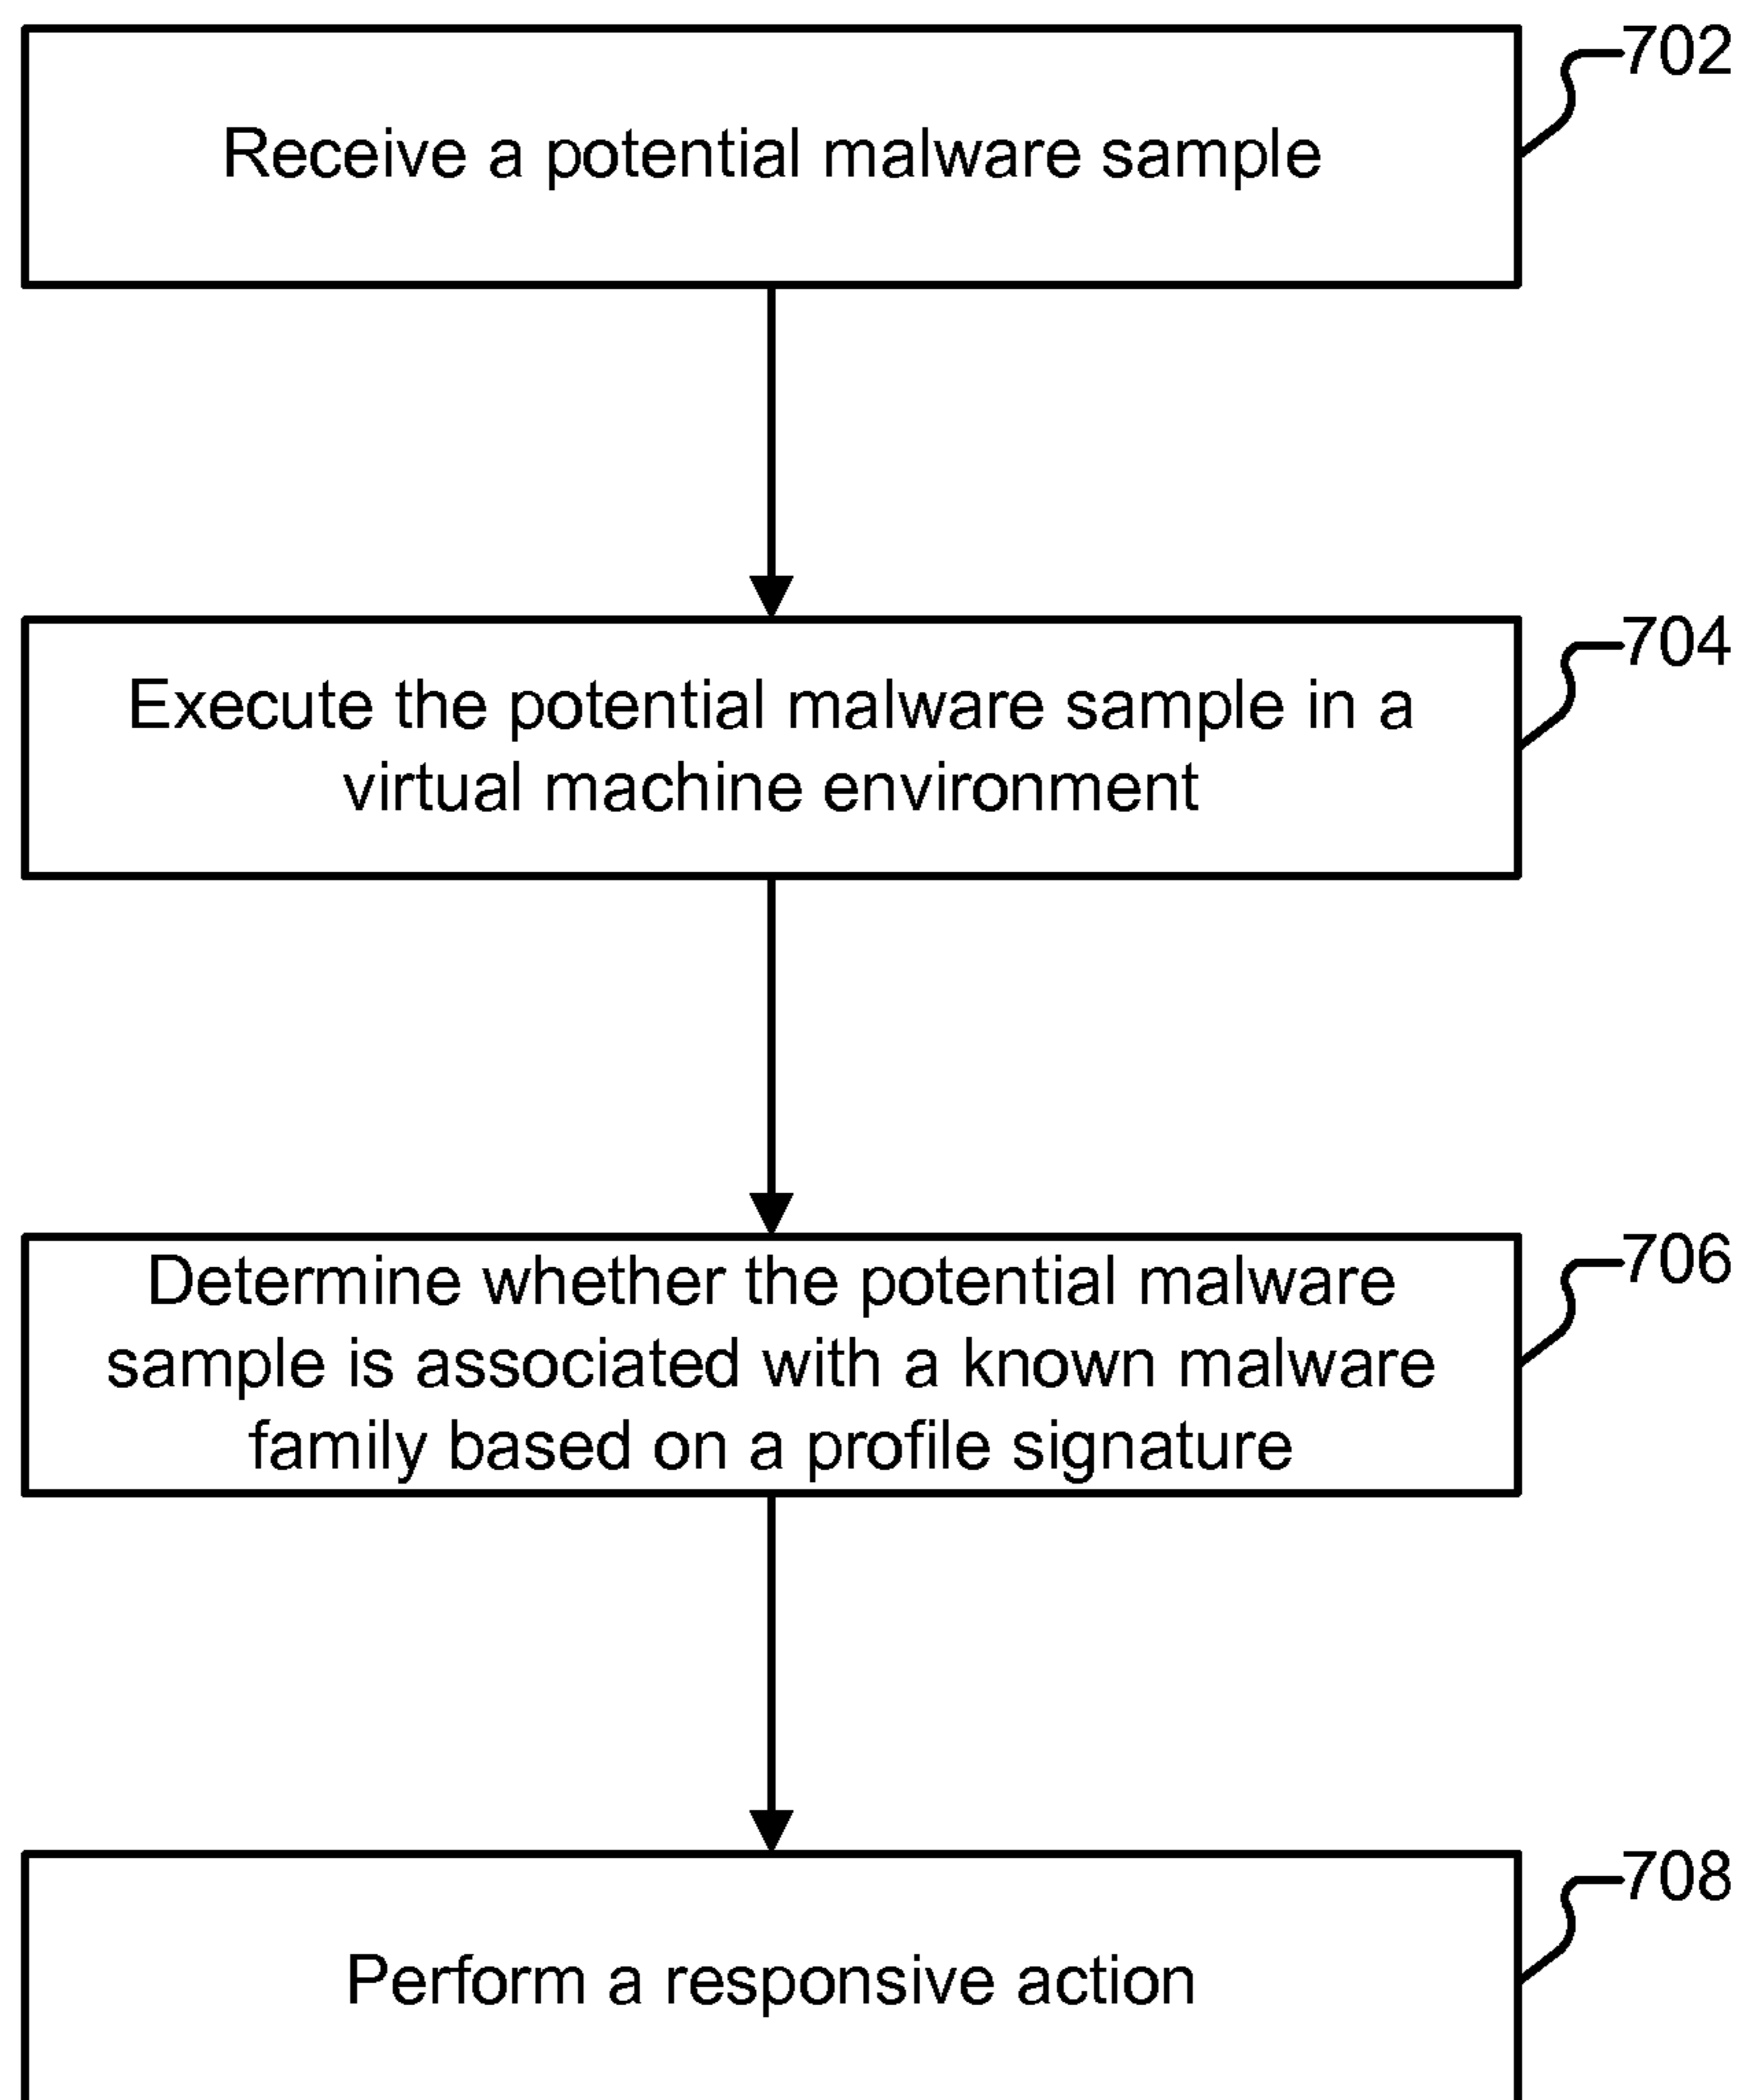 702
Receive a potential malware sample
704
Execute the potential malware sample in a
virtual machine environment
706
Determine whether the potential malware
sample is associated with a known malware
family based on a profile signature
708
Perform a responsive action